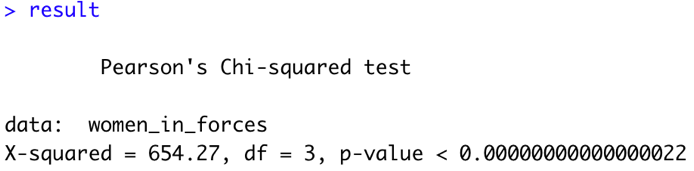 > result
Pearson's Chi-squared test
data:  women_in_forces
X-squared = 654.27, df = 3, p-value < 0.00000000000000022